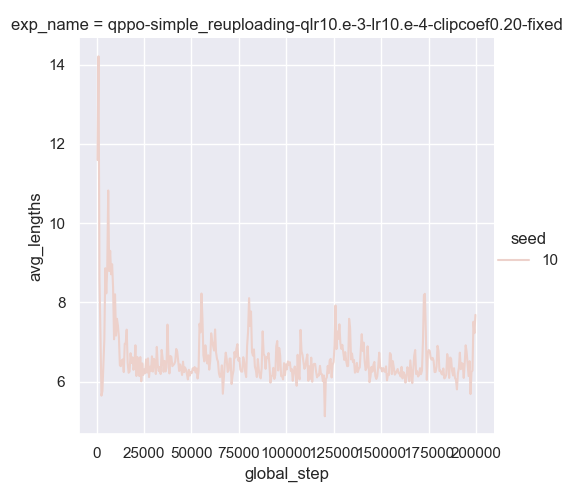 exp_name = qppo-simple_reuploading-qlr10.e-3-lr10.e-4-clipcoef0.20-fixed
14
12
10
8
6
avg_lengths
0 25000 50000 75000 100000 125000 150000 175000 200000
global_step
seed
10